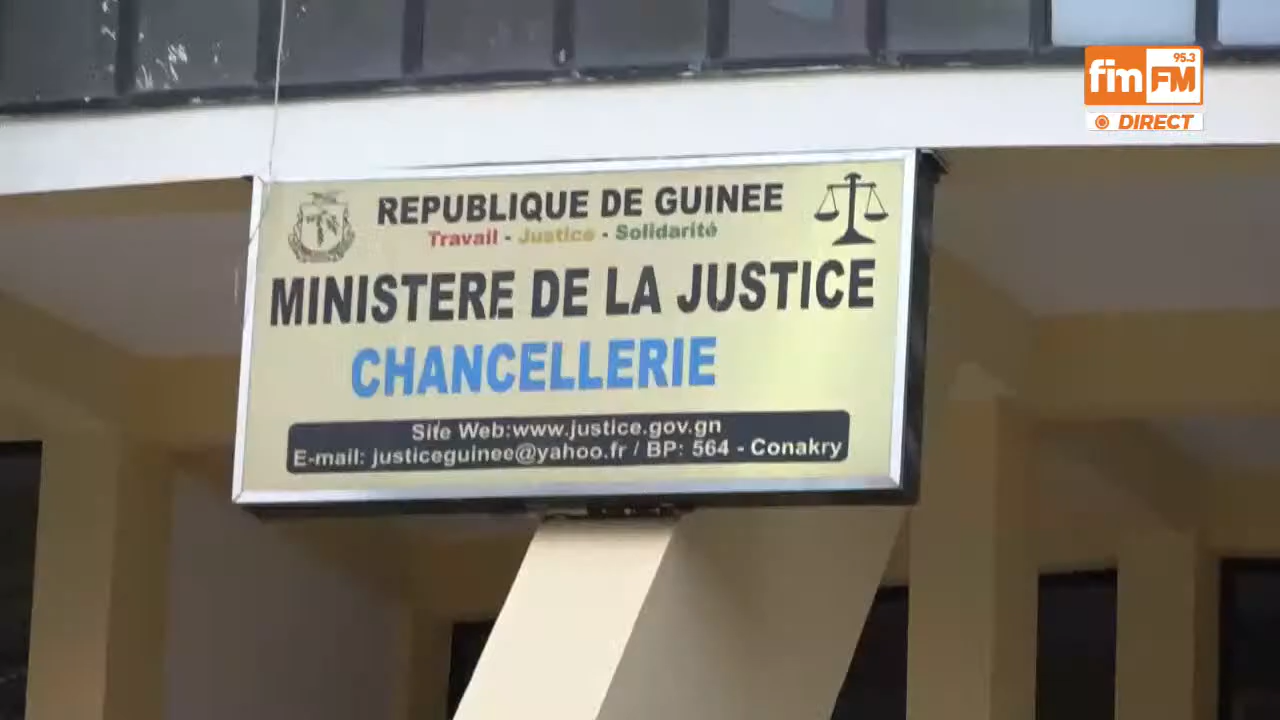 95.3
fim FM
DIRECT
REPUBLIQUE DE GUINEE
Travail - Justice - Solidarité
MINISTERE DE LA JUSTICE
CHANCELLERIE
Site Web:www.justice.gov.gn
E-mail: justiceguinee@yahoo.fr / BP: 564 - Conakry